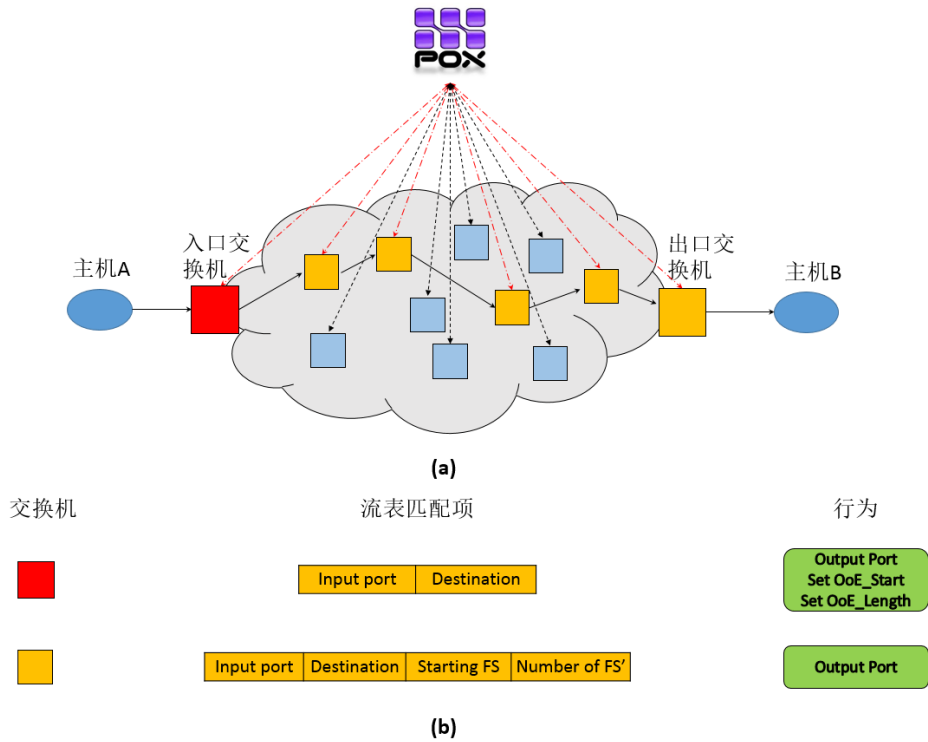 POX
入口交
换机
出口交
换机
主机A
主机B
(a)
交换机
流表匹配项
行为
Input port
Destination
Output Port
Set OoE_Start
Set OoE_Length
Input port
Destination
Starting FS
Number of FS'
Output Port
(b)